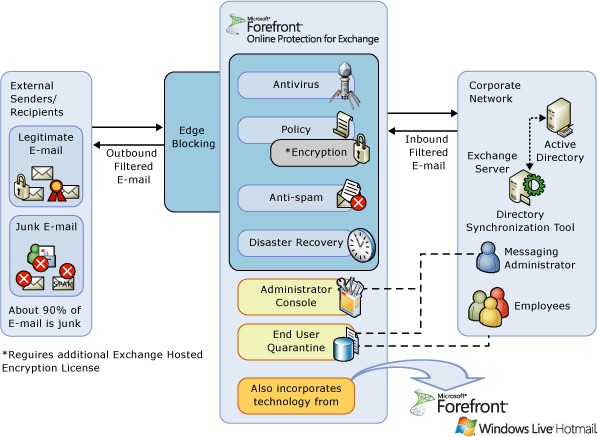 Microsoft®
Forefront™
Online Protection for Exchange
External
Senders/
Recipients
Legitimate
E-mail
Junk E-mail
SPAM
About 90% of
E-mail is junk
*Requires additional Exchange Hosted
Encryption License
Outbound
Filtered
E-mail
Edge
Blocking
Antivirus
Policy
*Encryption
Anti-spam
Disaster Recovery
Administrator
Console
End User
Quarantine
Also incorporates
technology from
Inbound
Filtered
E-mail
Corporate
Network
Active
Directory
Exchange
Server
Directory
Synchronization Tool
Messaging
Administrator
Employees
Microsoft®
Forefront™
Windows Live™ Hotmail